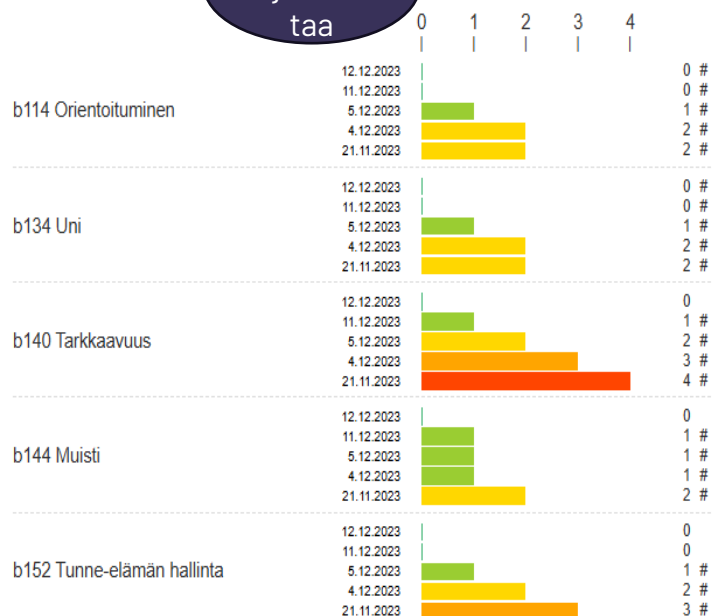 taa
0 1 2 3 4
12.12.2023 0 #
11.12.2023 0 #
b114 Orientoituminen 5.12.2023 1 #
4.12.2023 2 #
21.11.2023 2 #
12.12.2023 0 #
11.12.2023 0 #
b134 Uni 5.12.2023 1 #
4.12.2023 2 #
21.11.2023 2 #
12.12.2023 0
11.12.2023 1 #
b140 Tarkkaavuus 5.12.2023 2 #
4.12.2023 3 #
21.11.2023 4 #
12.12.2023 0
11.12.2023 1 #
b144 Muisti 5.12.2023 1 #
4.12.2023 1 #
21.11.2023 2 #
12.12.2023 0
11.12.2023 0
b152 Tunne-elämän hallinta 5.12.2023 1 #
4.12.2023 2 #
21.11.2023 3 #